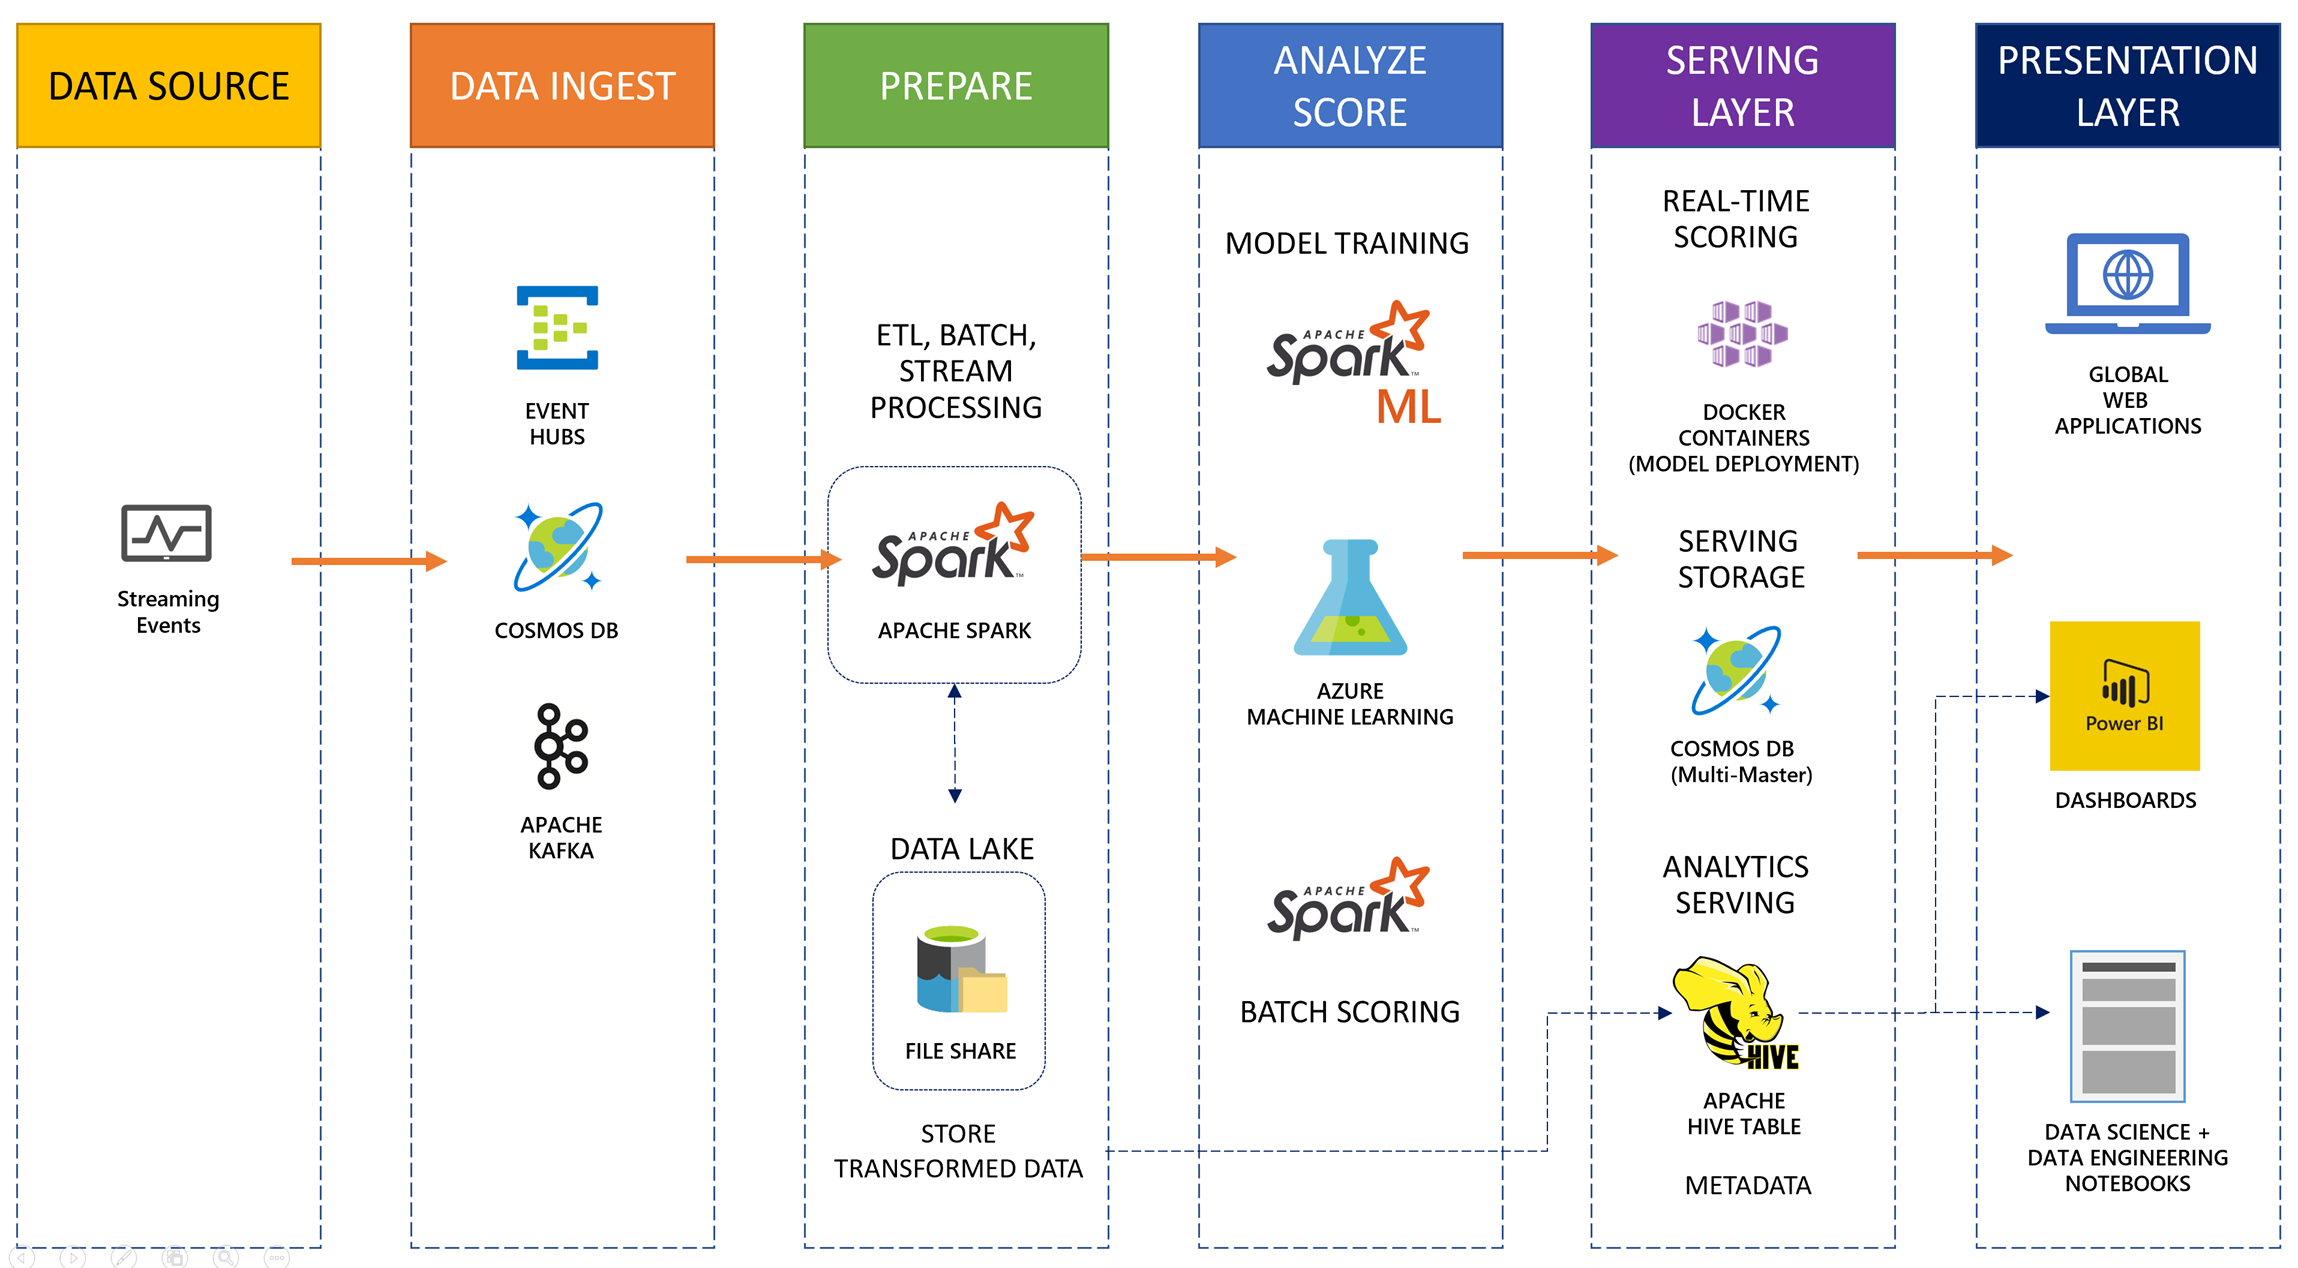 DATA SOURCE
Streaming
Events
DATA INGEST
EVENT
HUBS
COSMOS DB
APACHE
KAFKA
PREPARE
ETL, BATCH,
STREAM
PROCESSING
APACHE
Spark™
APACHE SPARK
DATA LAKE
FILE SHARE
STORE
TRANSFORMED DATA
ANALYZE
SCORE
MODEL TRAINING
APACHE
Spark™
ML
AZURE
MACHINE LEARNING
APACHE
Spark™
BATCH SCORING
SERVING
LAYER
REAL-TIME
SCORING
DOCKER
CONTAINERS
(MODEL DEPLOYMENT)
SERVING
STORAGE
COSMOS DB
(Multi-Master)
ANALYTICS
SERVING
HIVE
APACHE
HIVE TABLE
METADATA
PRESENTATION
LAYER
GLOBAL
WEB
APPLICATIONS
Power BI
DASHBOARDS
DATA SCIENCE +
DATA ENGINEERING
NOTEBOOKS